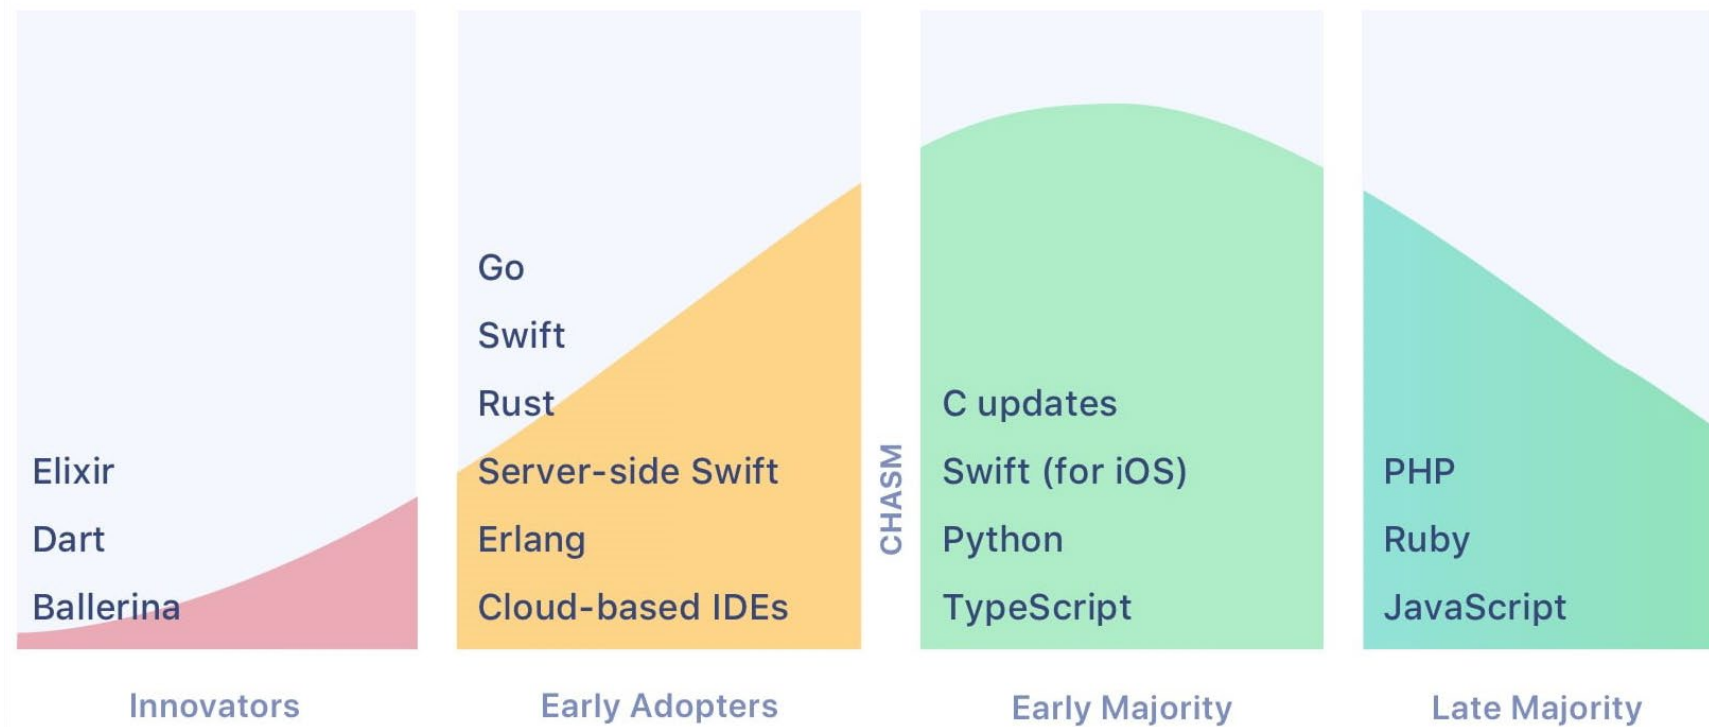 Elixir
Dart
Ballerina
Innovators
Go
Swift
Rust
Server-side Swift
Erlang
Cloud-based IDEs
Early Adopters
CHASM
C updates
Swift (for iOS)
Python
TypeScript
Early Majority
PHP
Ruby
JavaScript
Late Majority